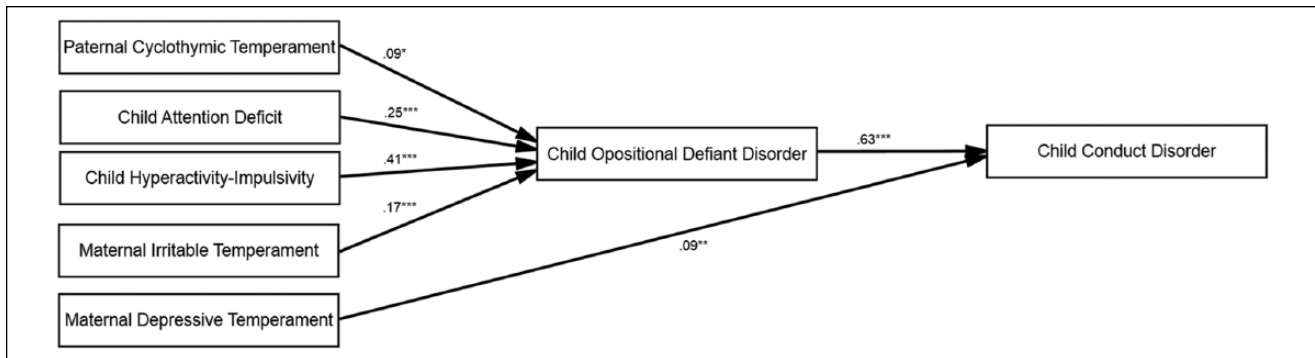 Paternal Cyclothymic Temperament
.09*
Child Attention Deficit
.25***
Child Opositional Defiant Disorder
.63***
Child Conduct Disorder
.41***
Child Hyperactivity-Impulsivity
.17***
Maternal Irritable Temperament
.09**
Maternal Depressive Temperament